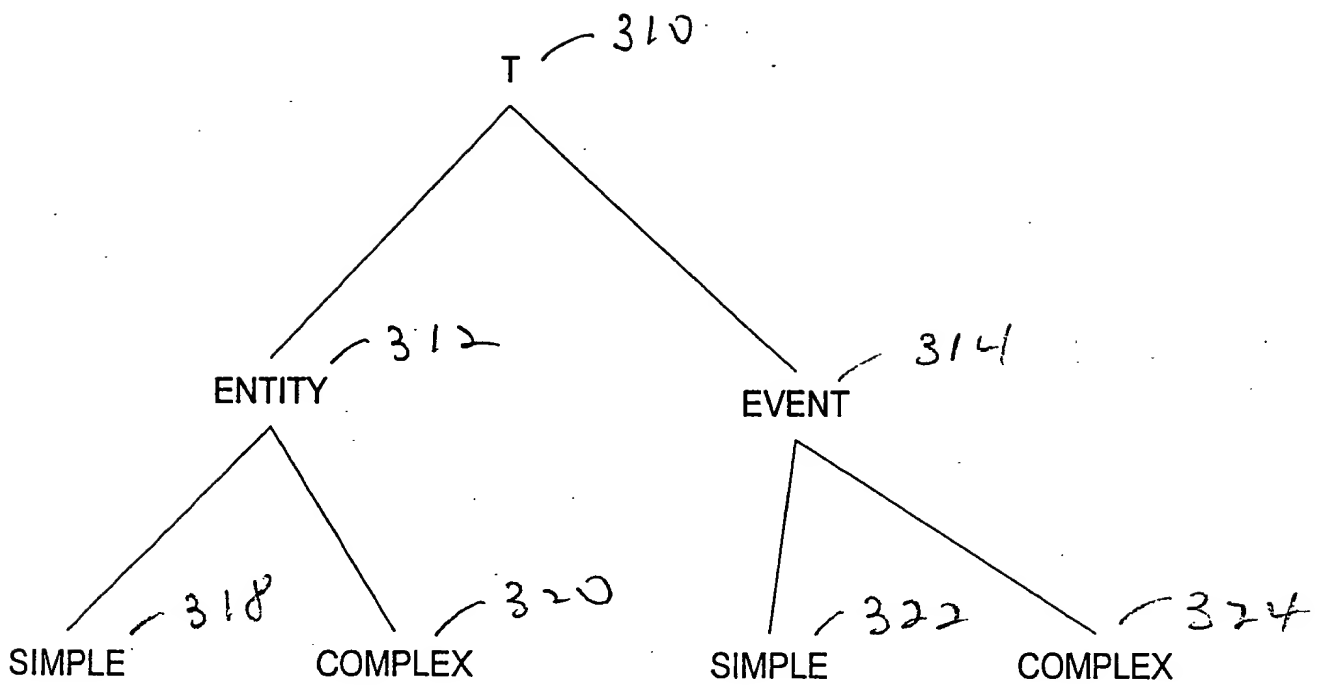 T 310
ENTITY 312 EVENT 314
SIMPLE 318 COMPLEX 320 SIMPLE 322 COMPLEX 324